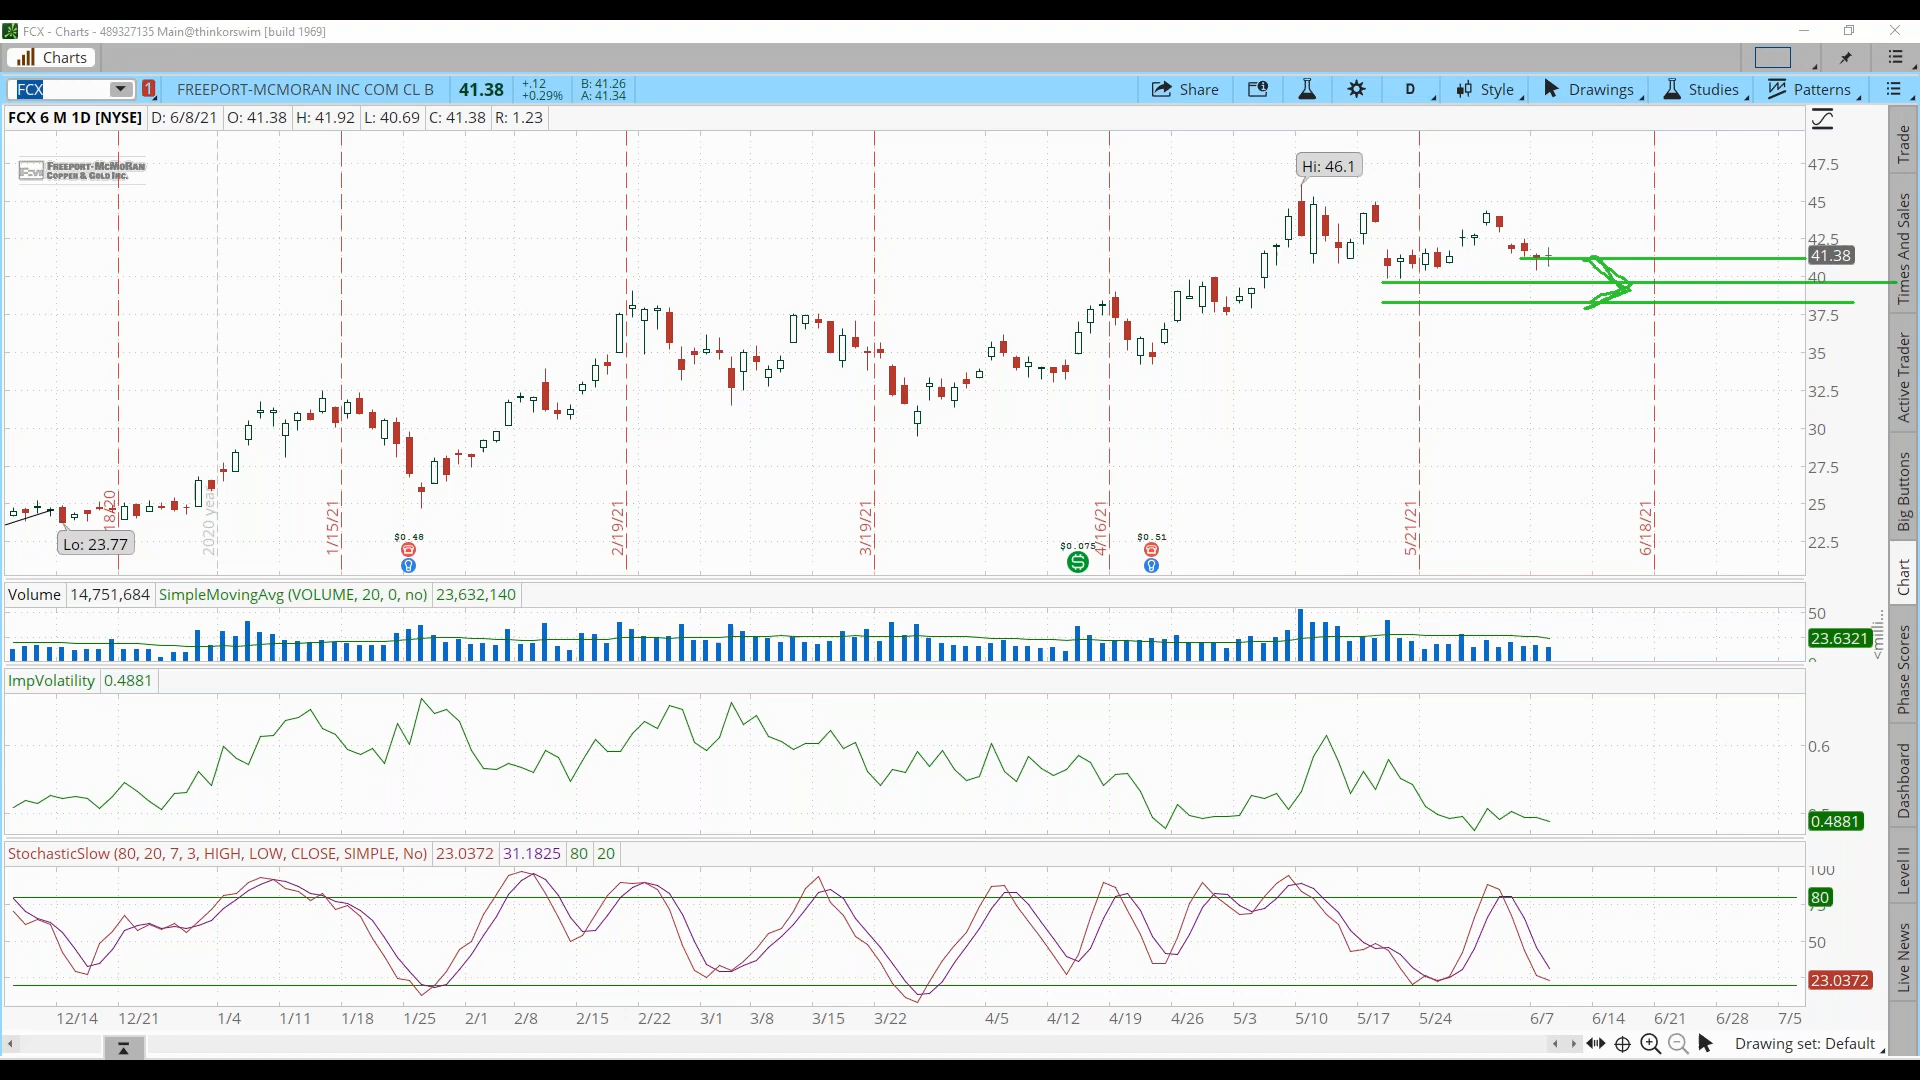 FCX - Charts - 489327135 Main@thinkorswim [build 1969]
Charts
FCX 1 FREEPORT-MCMORAN INC COM CL B 41.38 +.12 +0.29% B: 41.26 A: 41.34 Share D Style Drawings Studies Patterns
FCX 6 M 1D [NYSE] D: 6/8/21 O: 41.38 H: 41.92 L: 40.69 C: 41.38 R: 1.23
FREEPORT-MCMORAN
COPPER & GOLD INC.
Hi: 46.1
Lo: 23.77
47.5
45
42.5
41.38
40
37.5
35
32.5
30
27.5
25
22.5
18/20
2020 year
1/15/21
2/19/21
3/19/21
4/16/21
5/21/21
6/18/21
$0.48
$0.075
$0.51
Volume 14,751,684 SimpleMovingAvg (VOLUME, 20, 0, no) 23,632,140
50
23.6321
ImpVolatility 0.4881
0.6
0.4881
StochasticSlow (80, 20, 7, 3, HIGH, LOW, CLOSE, SIMPLE, No) 23.0372 31.1825 80 20
100
80
50
23.0372
12/14 12/21 1/4 1/11 1/18 1/25 2/1 2/8 2/15 2/22 3/1 3/8 3/15 3/22 4/5 4/12 4/19 4/26 5/3 5/10 5/17 5/24 6/7 6/14 6/21 6/28 7/5
Drawing set: Default
Trade
Times And Sales
Active Trader
Big Buttons
Chart
Phase Scores
Dashboard
Level II
Live News